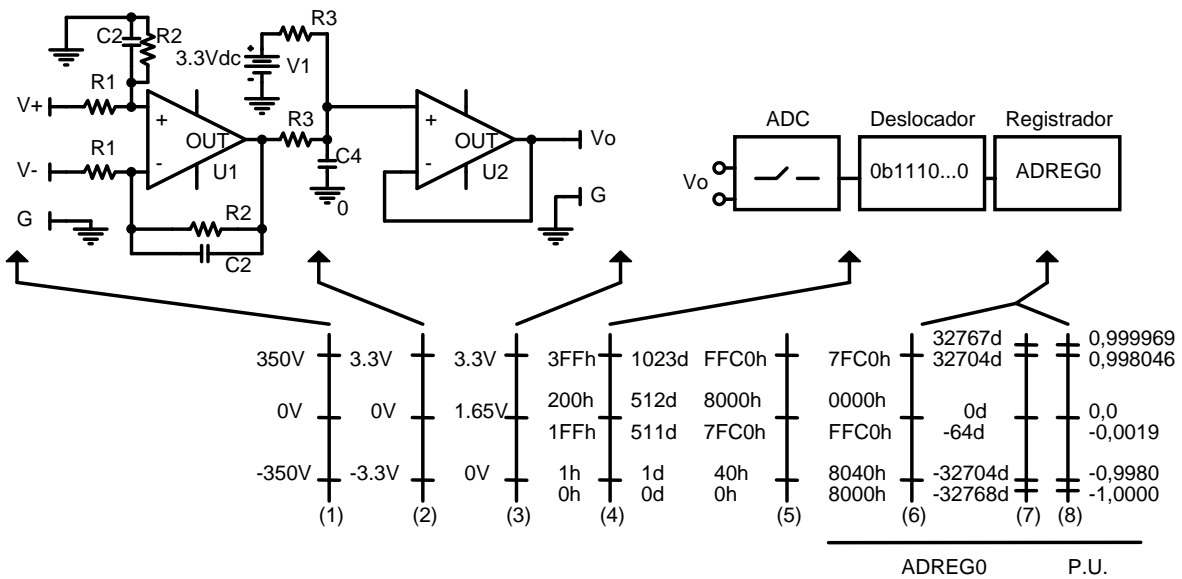 R3
C2
R2
3.3Vdc
+
-
V1
R1
V+
+
-
OUT
U1
R1
V-
R3
C4
0
G
R2
C2
+
-
OUT
U2
Vo
G
ADC
Deslocador
Registrador
Vo
0b1110...0
ADREG0
350V
3.3V
3.3V
3FFh
1023d
FFC0h
7FC0h
32767d
32704d
0,999969
0,998046
0V
0V
1.65V
200h
512d
8000h
0000h
0d
0,0
1FFh
511d
7FC0h
FFC0h
-64d
-0,0019
-350V
-3.3V
0V
1h
1d
40h
8040h
-32704d
-0,9980
0h
0d
0h
8000h
-32768d
-1,0000
(1)
(2)
(3)
(4)
(5)
(6)
(7)
(8)
ADREG0
P.U.